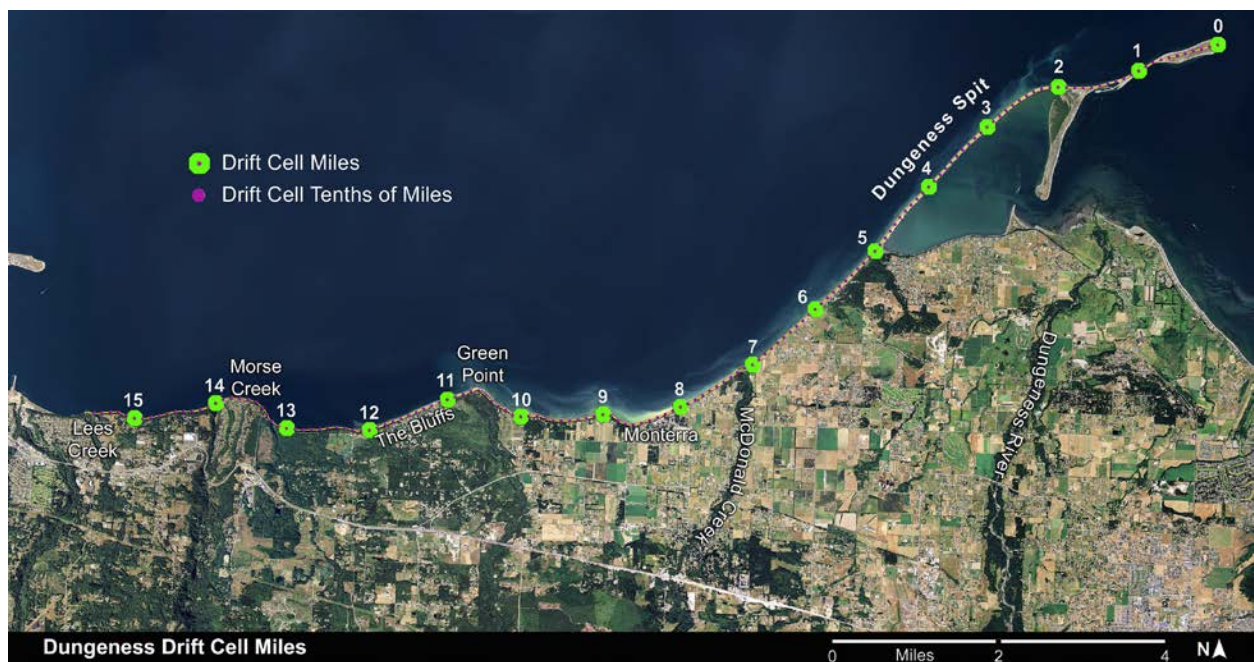 0
1
2
3
Dungeness Spit
4
5
6
7
8
Monterra
9
10
Green
Point
11
The Bluffs
12
13
Morse
Creek
14
15
Lees
Creek
McDonald Creek
Dungeness River
Drift Cell Miles
Drift Cell Tenths of Miles
Dungeness Drift Cell Miles
0 Miles 2 4
N